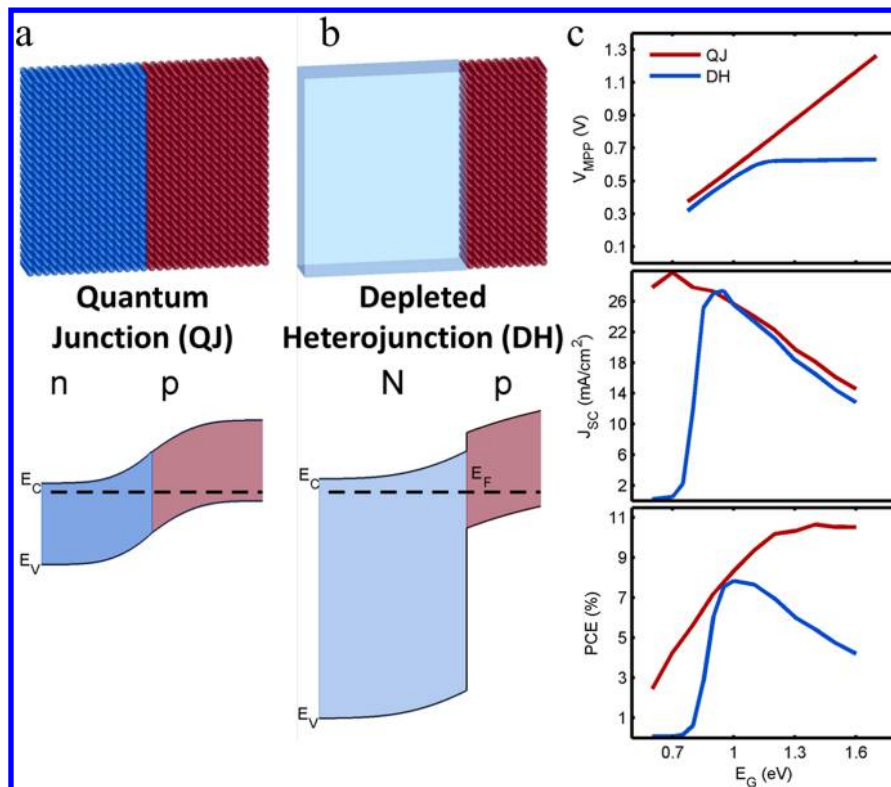 a
b
c
Quantum
Junction (QJ)
Depleted
Heterojunction (DH)
n p
N p
E_C
E_V
E_C
E_F
E_V
QJ
DH
V_MPP (V)
1.3
1.1
0.9
0.7
0.5
0.3
0.1
J_SC (mA/cm²)
26
22
18
14
10
6
2
PCE (%)
11
9
7
5
3
1
0.7 1 1.3 1.6
E_G (eV)